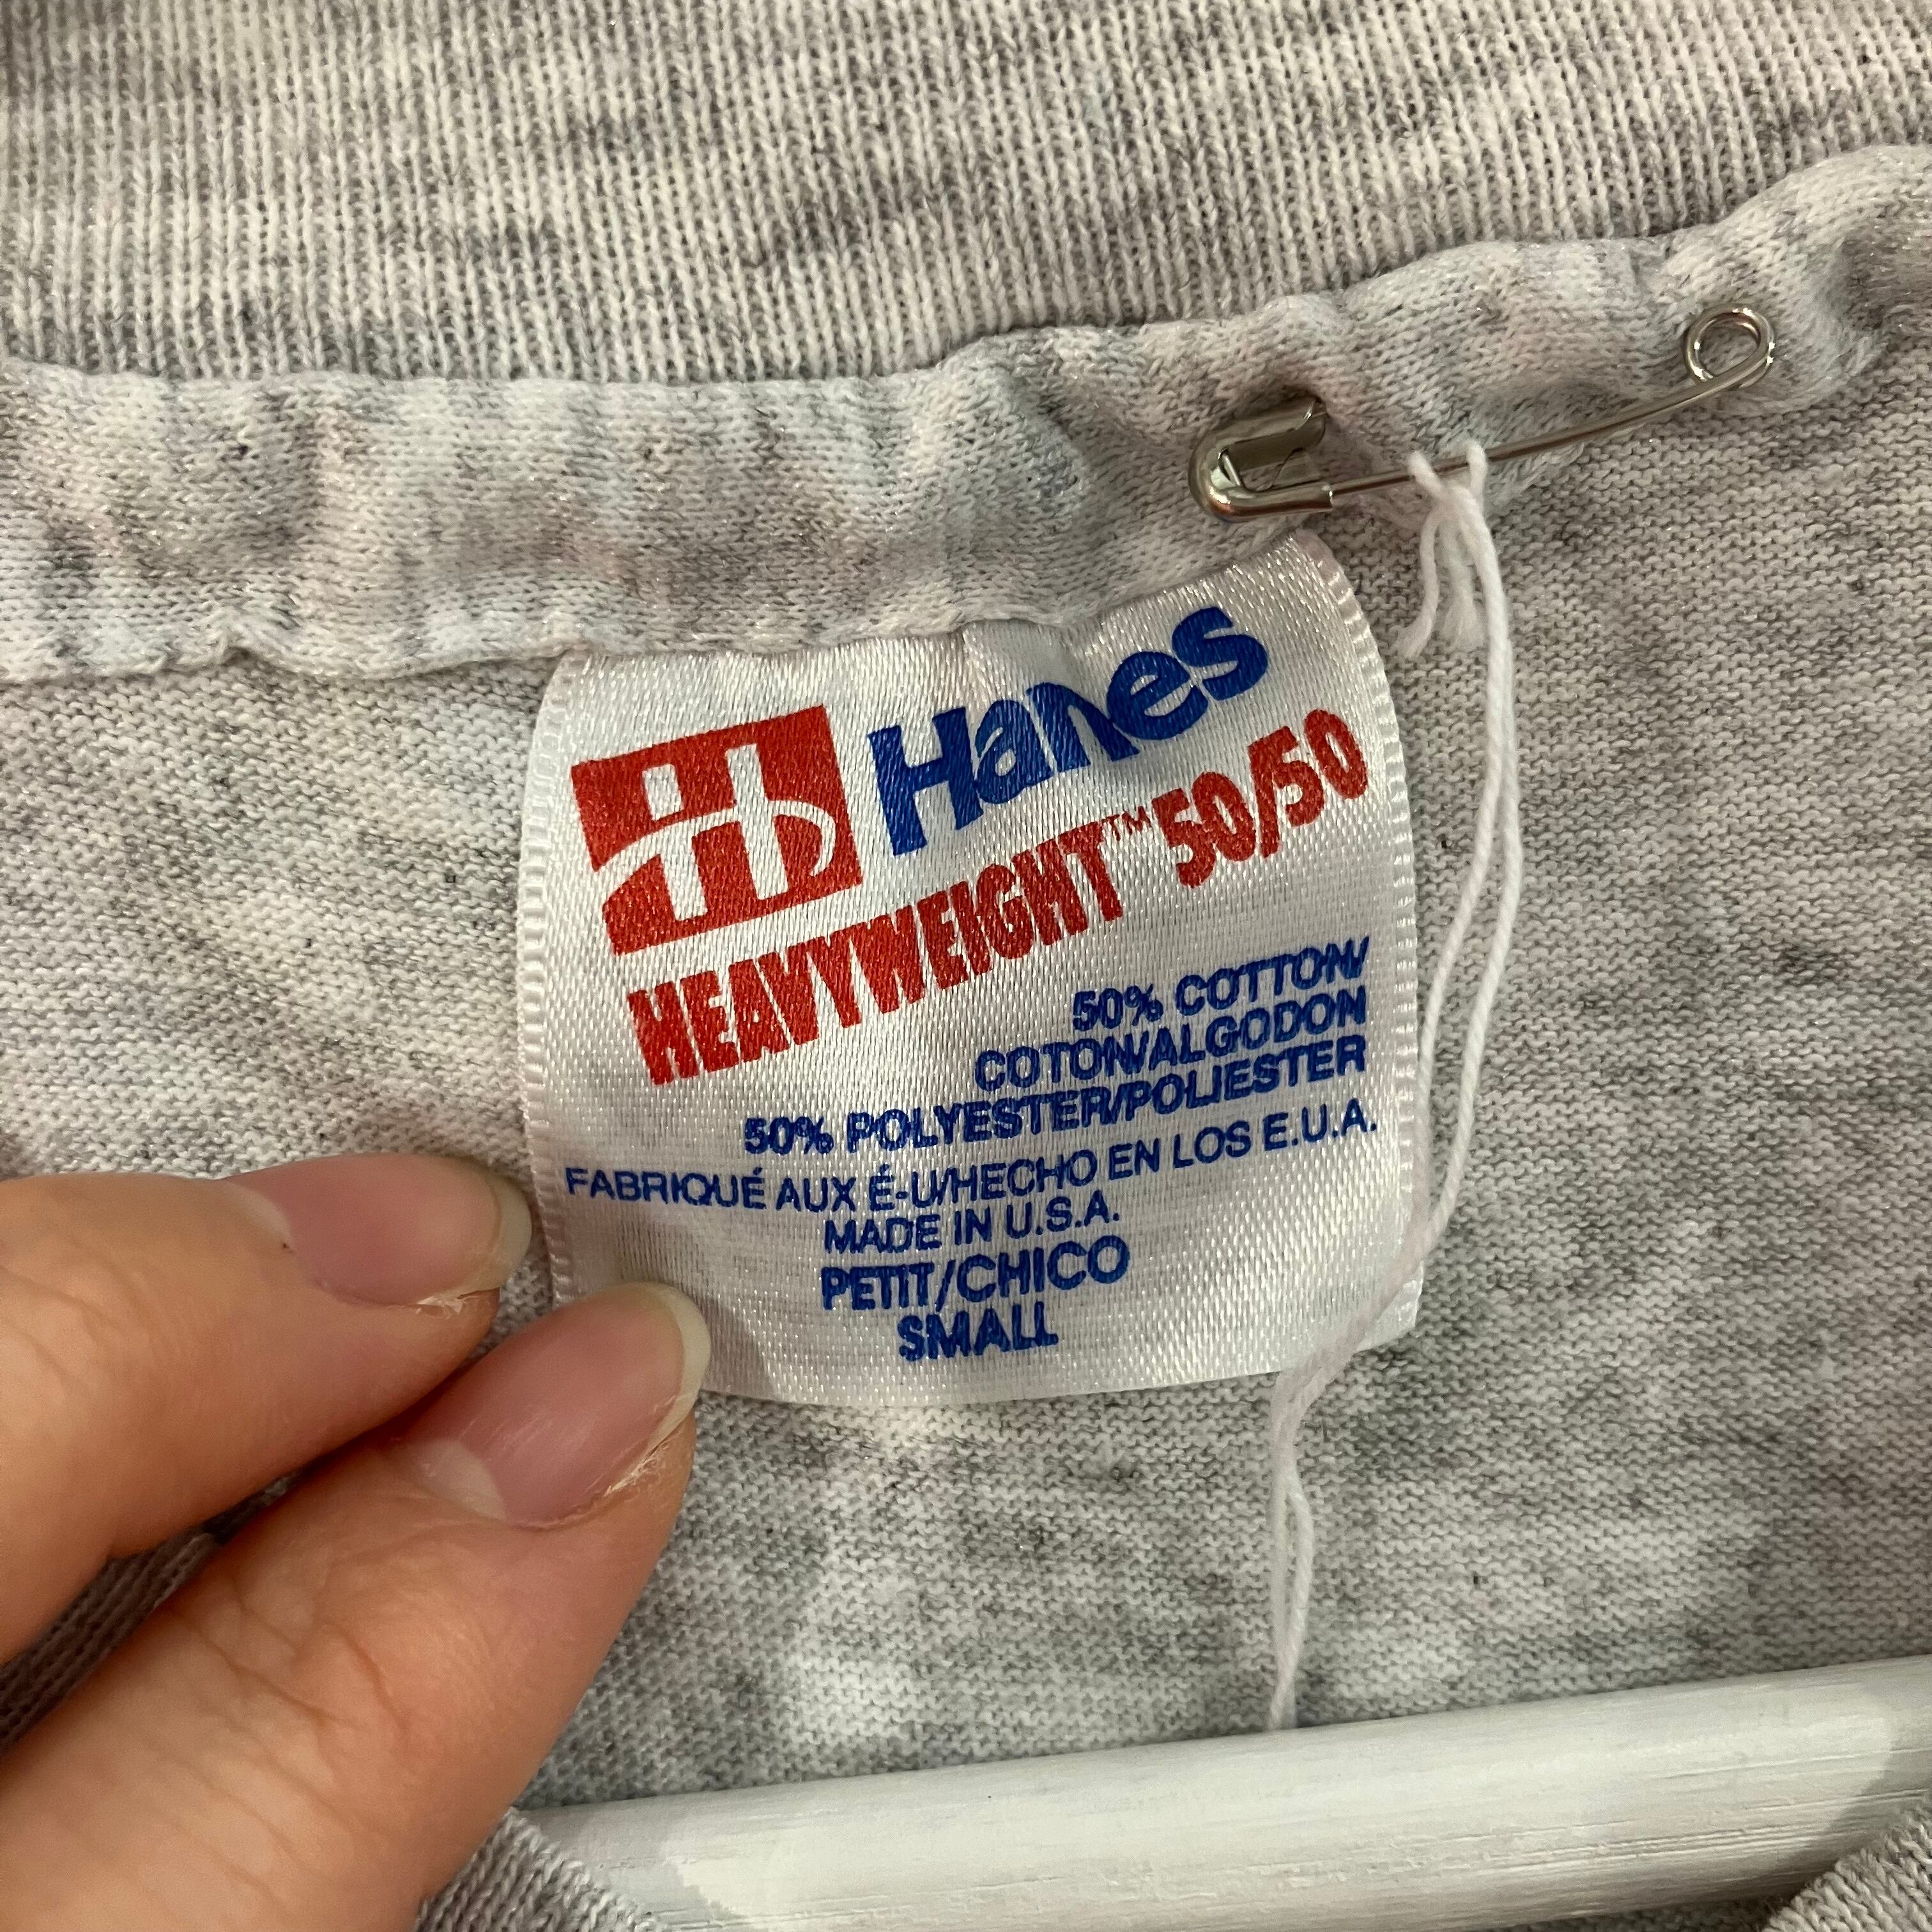 Hanes
HEAVYWEIGHT™ 50/50
50% COTTON/
COTON/ALGODON
50% POLYESTER/POLIESTER
FABRIQUÉ AUX É-U/HECHO EN LOS E.U.A.
MADE IN U.S.A.
PETIT/CHICO
SMALL